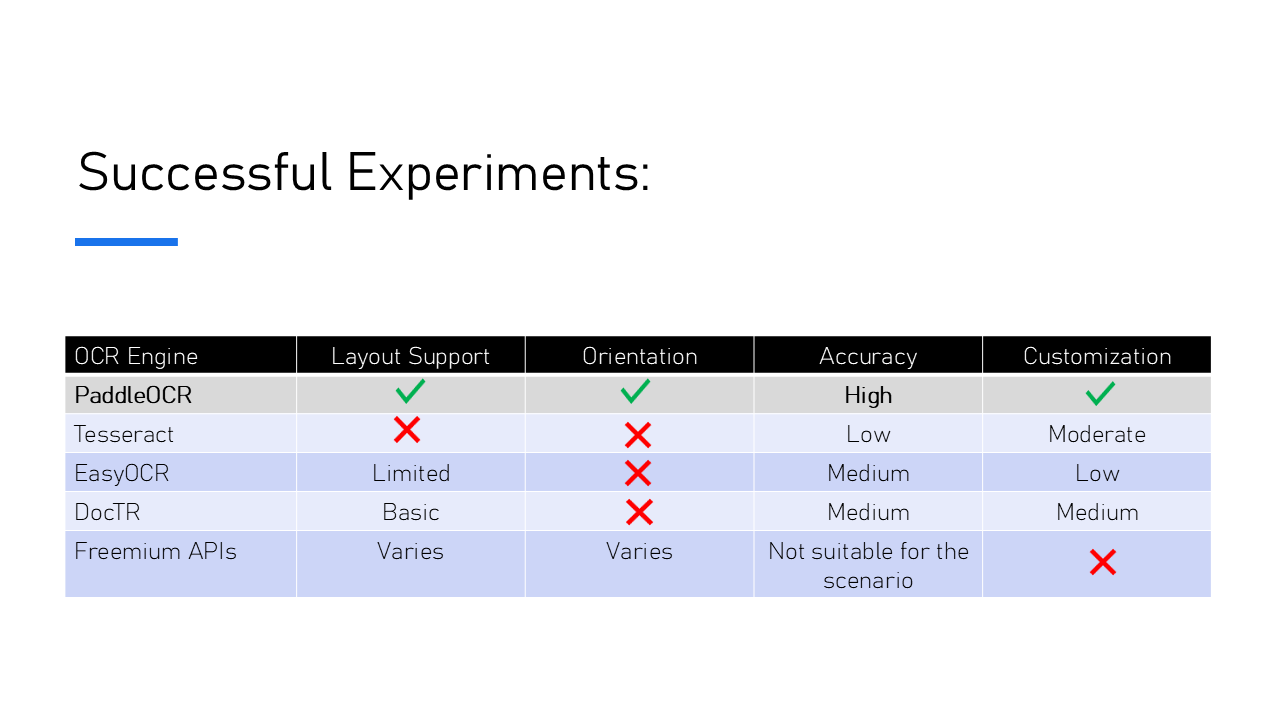 Successful Experiments:
OCR Engine Layout Support Orientation Accuracy Customization
PaddleOCR High
Tesseract Low Moderate
EasyOCR Limited Medium Low
DocTR Basic Medium Medium
Freemium APIs Varies Varies Not suitable for the
scenario